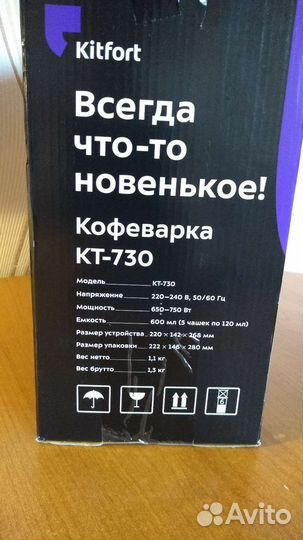 Kitfort
Всегда
что-то
новенькое!
Кофеварка
КТ-730
Модель КТ-730
Напряжение 220–240 В, 50/60 Гц
Мощность 650–750 Вт
Емкость 600 мл (5 чашек по 120 мл)
Размер устройства 220 × 142 × 268 мм
Размер упаковки 222 × 146 × 280 мм
Вес нетто 1,1 кг
Вес брутто 1,3 кг
6
Avito